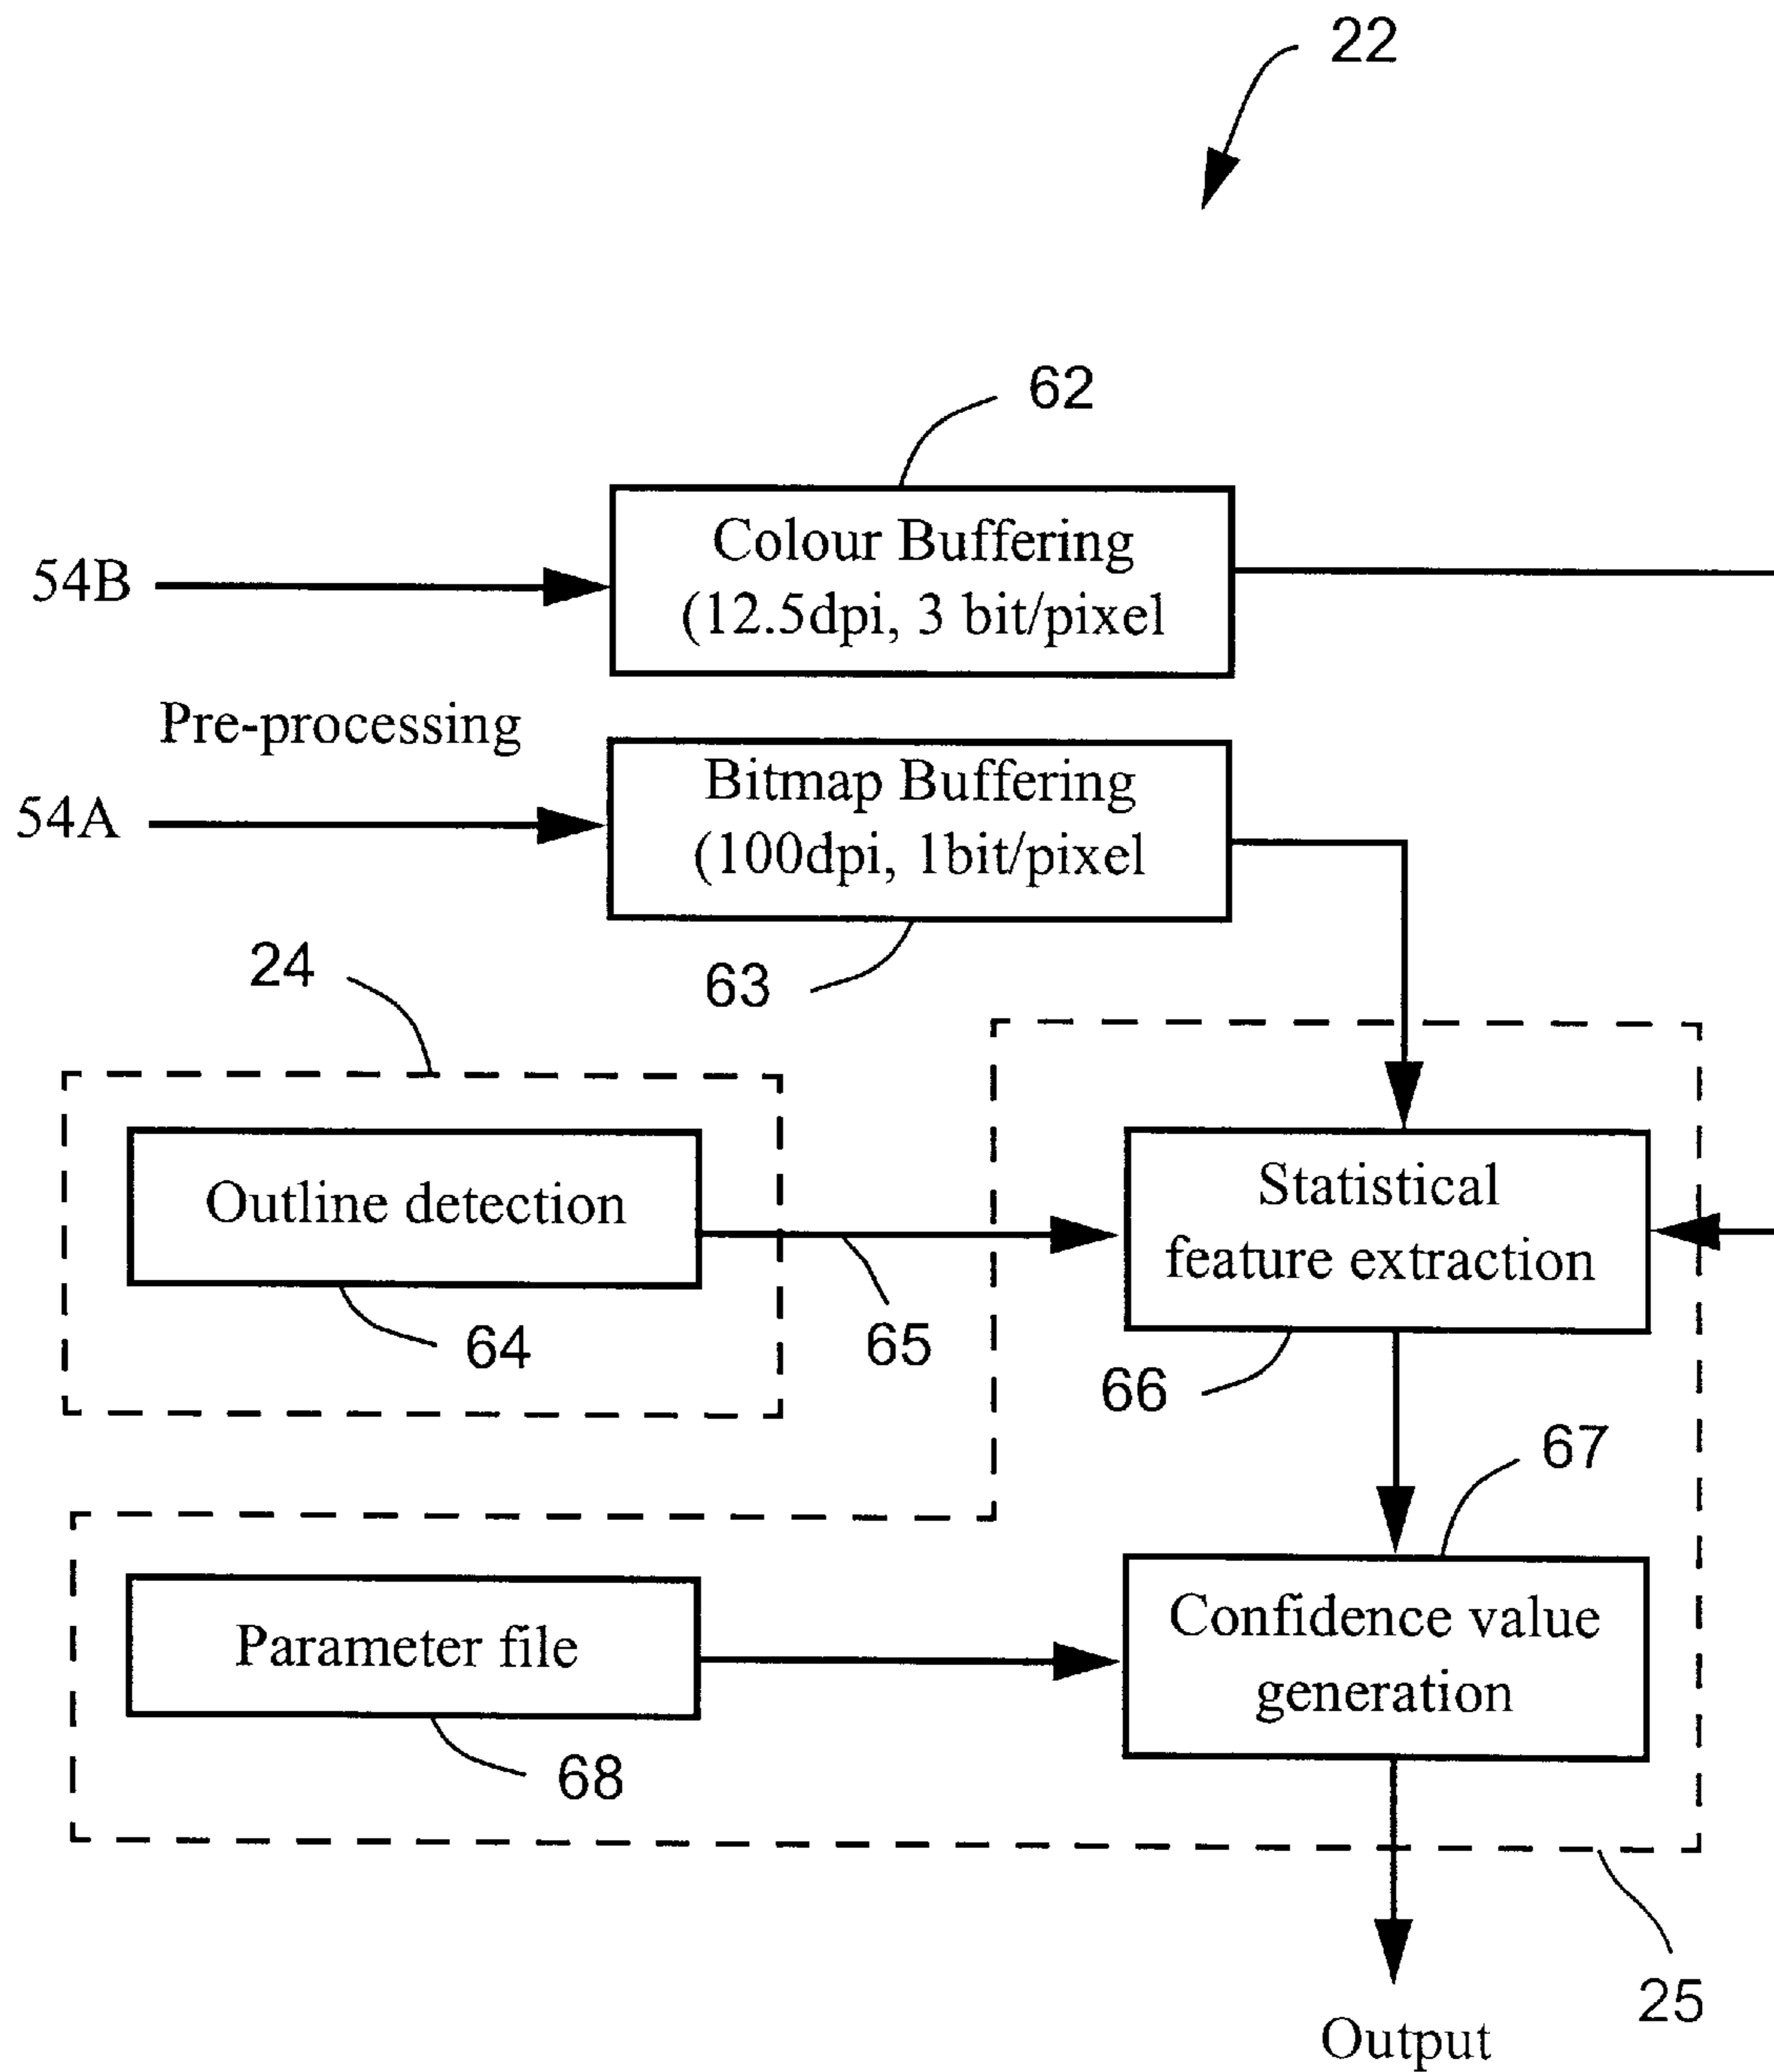 22
62
Colour Buffering
54B
(12.5dpi, 3 bit/pixel
Pre-processing
Bitmap Buffering
54A
(100dpi, 1bit/pixel
24
63
Statistical
Outline detection
feature extraction
64
65
66
67
Confidence value
Parameter file
generation
68
25
Output